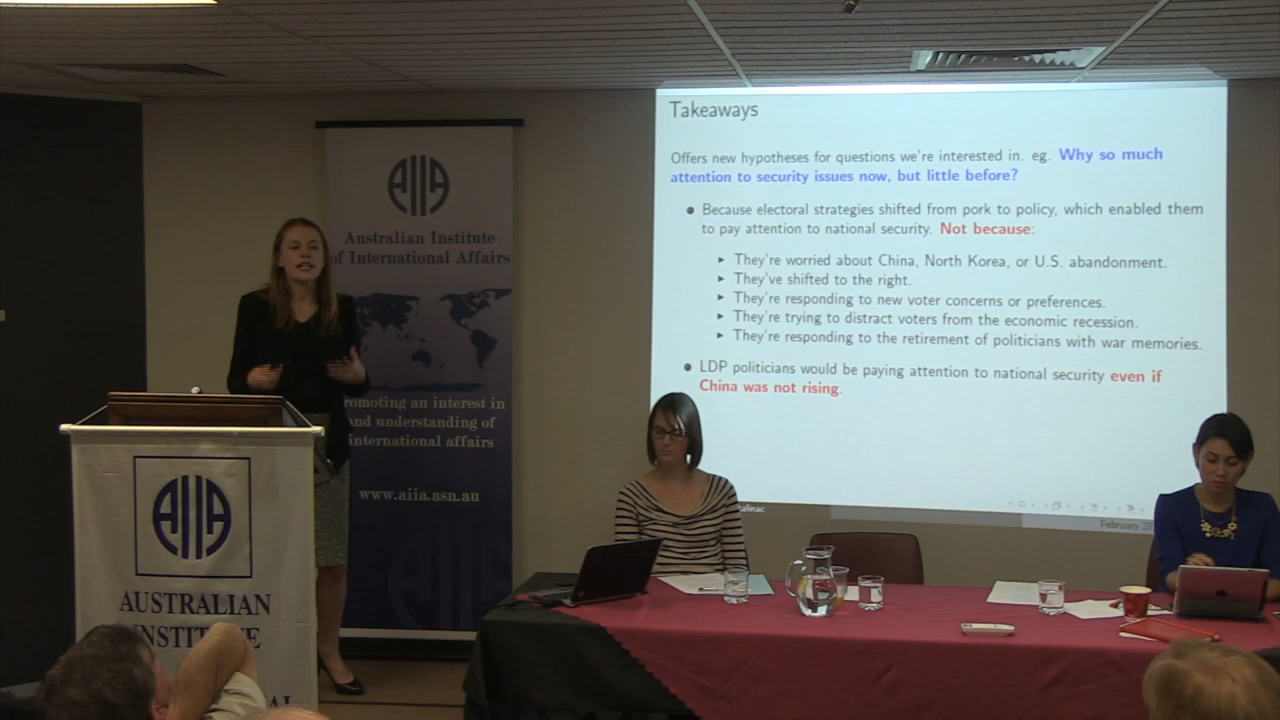 AIIA
Australian Institute
of International Affairs
romoting an interest in
and understanding of
international affairs
www.aiia.asn.au
AIIA
AUSTRALIAN
INSTITUTE
Takeaways
Offers new hypotheses for questions we're interested in. eg. Why so much
attention to security issues now, but little before?
Because electoral strategies shifted from pork to policy, which enabled them
to pay attention to national security. Not because:
They're worried about China, North Korea, or U.S. abandonment.
They've shifted to the right.
They're responding to new voter concerns or preferences.
They're trying to distract voters from the economic recession.
They're responding to the retirement of politicians with war memories.
LDP politicians would be paying attention to national security even if
China was not rising.
February